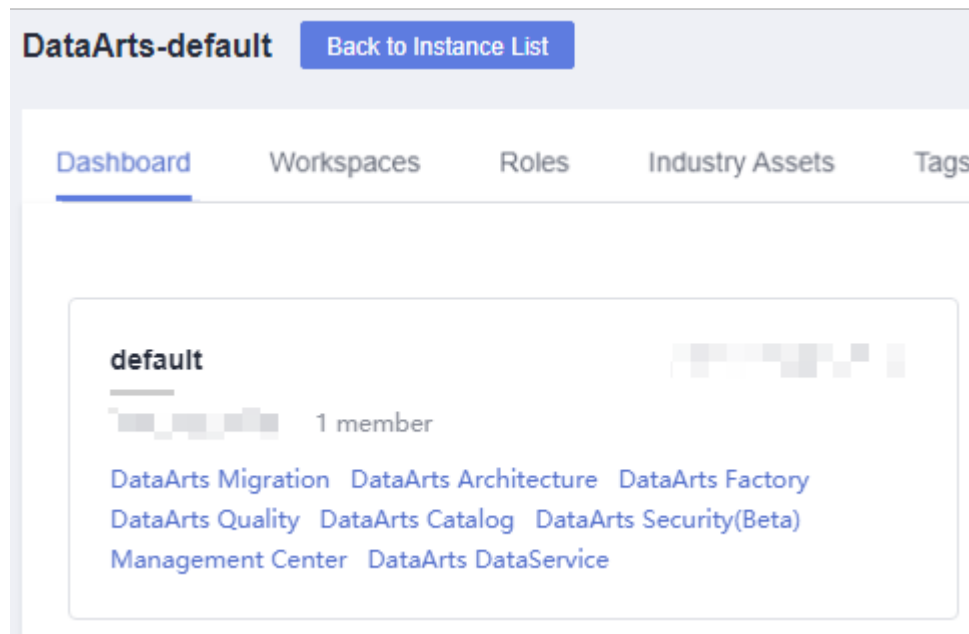 DataArts-default Back to Instance List
Dashboard Workspaces Roles Industry Assets Tags
default
1 member
DataArts Migration DataArts Architecture DataArts Factory
DataArts Quality DataArts Catalog DataArts Security(Beta)
Management Center DataArts DataService